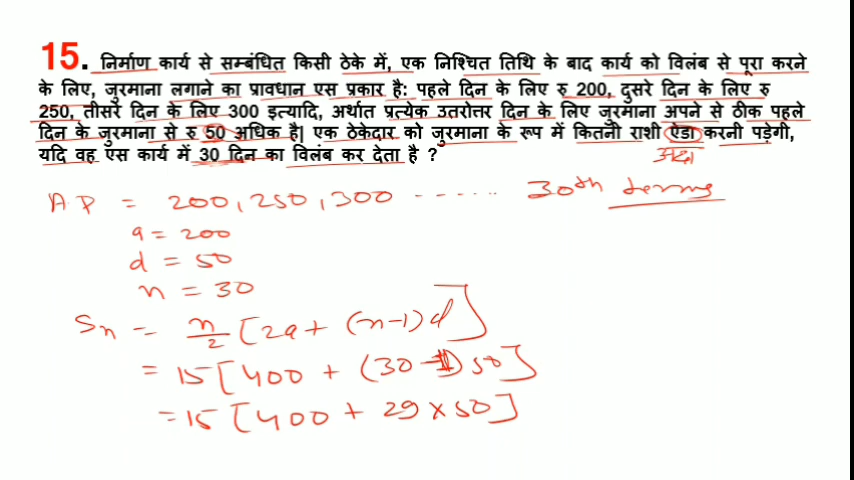 15. निर्माण कार्य से सम्बंधित किसी ठेके में, एक निश्चित तिथि के बाद कार्य को विलंब से पूरा करने
के लिए, जुरमाना लगाने का प्रावधान एस प्रकार है: पहले दिन के लिए रु 200, दुसरे दिन के लिए रु
250, तीसरे दिन के लिए 300 इत्यादि, अर्थात प्रत्येक उतरोत्तर दिन के लिए जुरमाना अपने से ठीक पहले
दिन के जुरमाना से रु 50 अधिक है| एक ठेकेदार को जुरमाना के रूप में कितनी राशी ऐडा करनी पड़ेगी,
यदि वह एस कार्य में 30 दिन का विलंब कर देता है ?
अदा
AP = 200, 250, 300 ...... 30th terms
a = 200
d = 50
n = 30
Sn = n/2 [2a + (n-1)d]
= 15 [400 + (30-1)50]
= 15 [400 + 29 × 50]